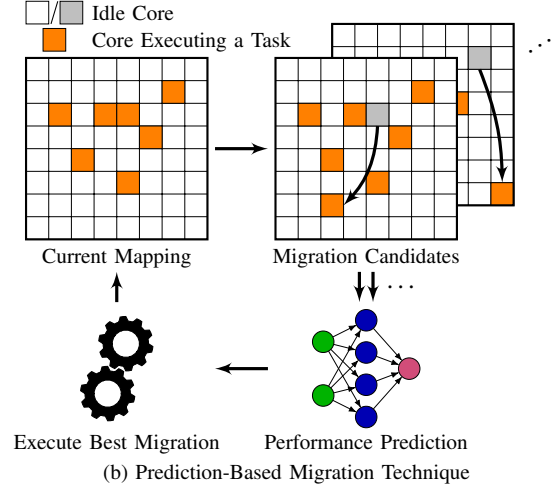 / Idle Core
Core Executing a Task
...
Current Mapping
Migration Candidates
...
Execute Best Migration
Performance Prediction
(b) Prediction-Based Migration Technique